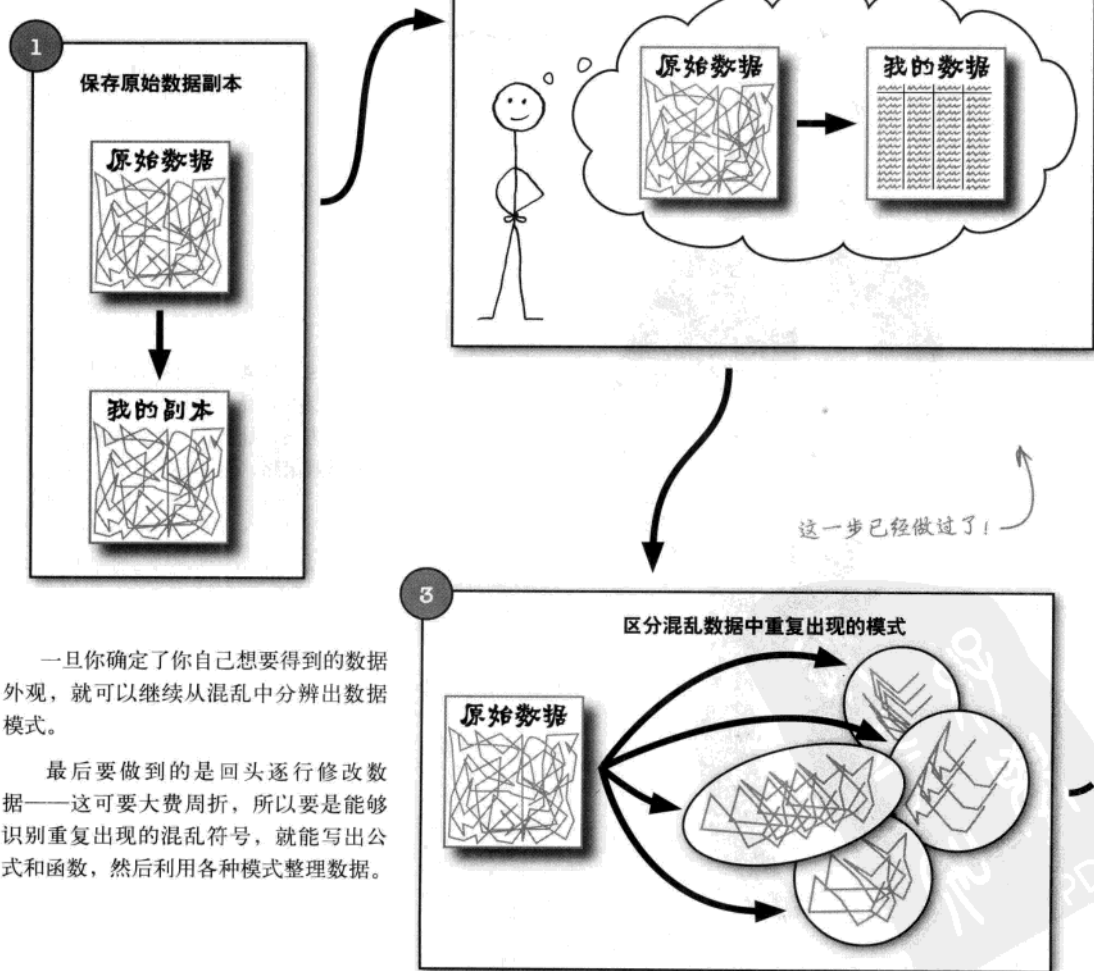 1
保存原始数据副本
原始数据
我的副本
原始数据
我的数据
这一步已经做过了!
3
区分混乱数据中重复出现的模式
原始数据
一旦你确定了你自己想要得到的数据
外观，就可以继续从混乱中分辨出数据
模式。
最后要做到的是回头逐行修改数
据——这可要大费周折，所以要是能够
识别重复出现的混乱符号，就能写出公
式和函数，然后利用各种模式整理数据。